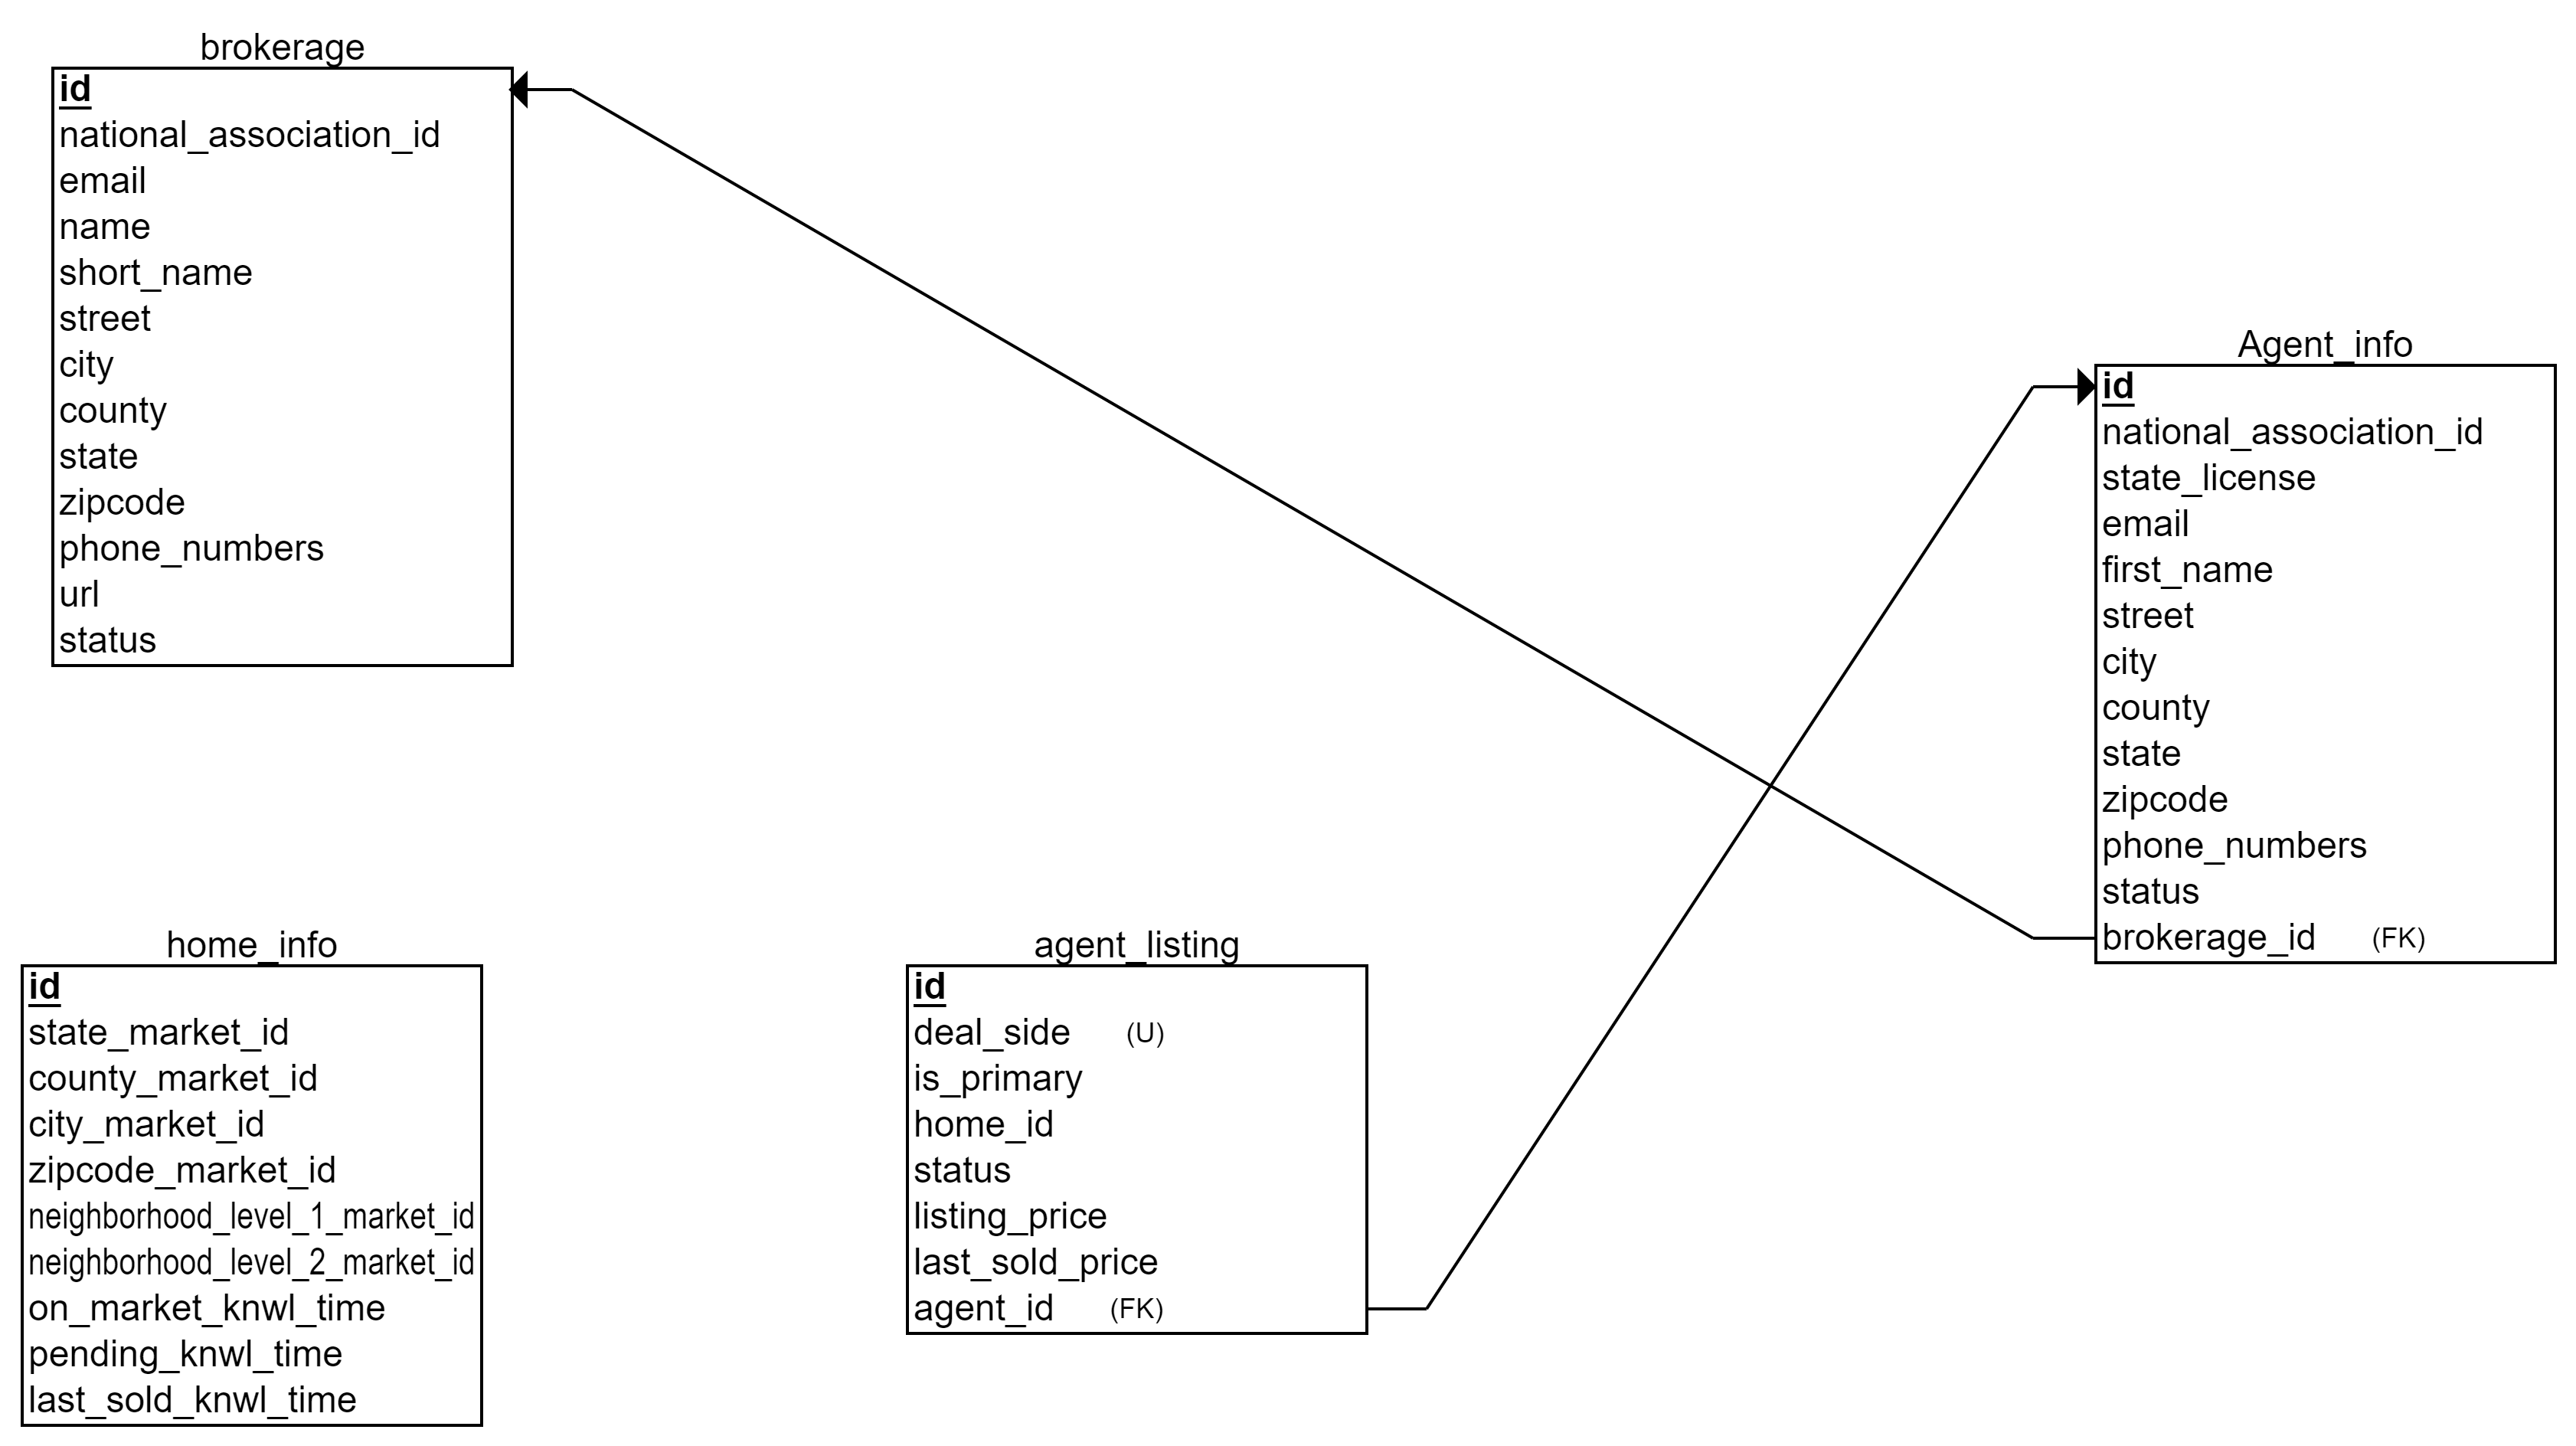 brokerage
id
national_association_id
email
name
short_name
street
city
county
state
zipcode
phone_numbers
url
status
Agent_info
id
national_association_id
state_license
email
first_name
street
city
county
state
zipcode
phone_numbers
status
brokerage_id (FK)
home_info
id
state_market_id
county_market_id
city_market_id
zipcode_market_id
neighborhood_level_1_market_id
neighborhood_level_2_market_id
on_market_knwl_time
pending_knwl_time
last_sold_knwl_time
agent_listing
id
deal_side (U)
is_primary
home_id
status
listing_price
last_sold_price
agent_id (FK)